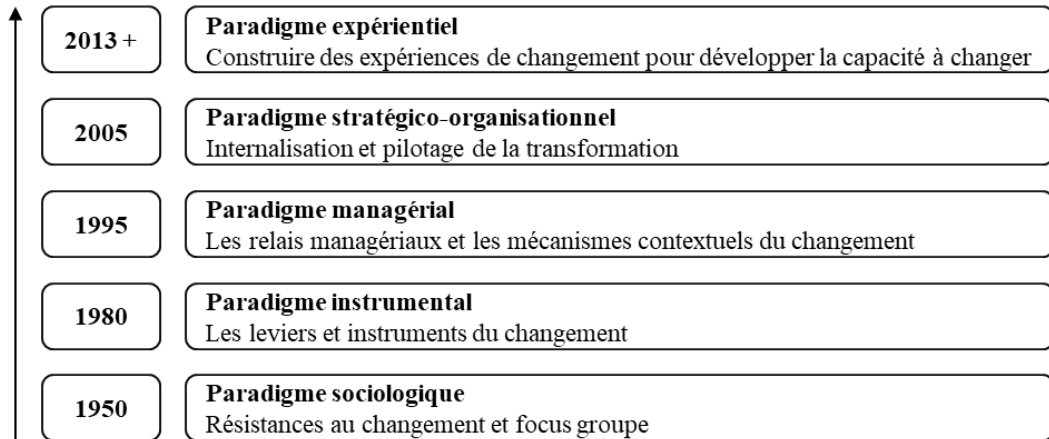 2013 +
Paradigme expérientiel
Construire des expériences de changement pour développer la capacité à changer
2005
Paradigme stratégico-organisationnel
Internalisation et pilotage de la transformation
1995
Paradigme managérial
Les relais managériaux et les mécanismes contextuels du changement
1980
Paradigme instrumental
Les leviers et instruments du changement
1950
Paradigme sociologique
Résistances au changement et focus groupe